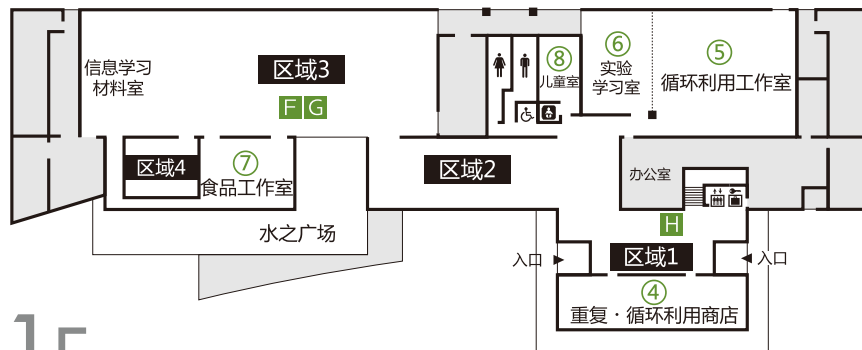 ⑥
⑤
⑧
信息学习
材料室
区域3
实验
学习室
儿童室
循环利用工作室
F G
⑦
区域4
区域2
办公室
食品工作室
水之广场
H
入口
区域1
入口
④
重复・循环利用商店
1F